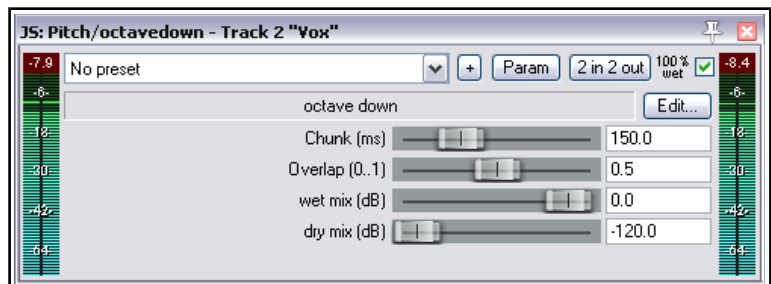 JS: Pitch/octavedown - Track 2 "Vox"
-7.9 No preset + Param 2 in 2 out 100% wet -8.4
-6- -6-
octave down Edit...
-18- Chunk (ms) 150.0 -18-
-30- Overlap (0..1) 0.5 -30-
-42- wet mix (dB) 0.0 -42-
dry mix (dB) -120.0
-54- -54-